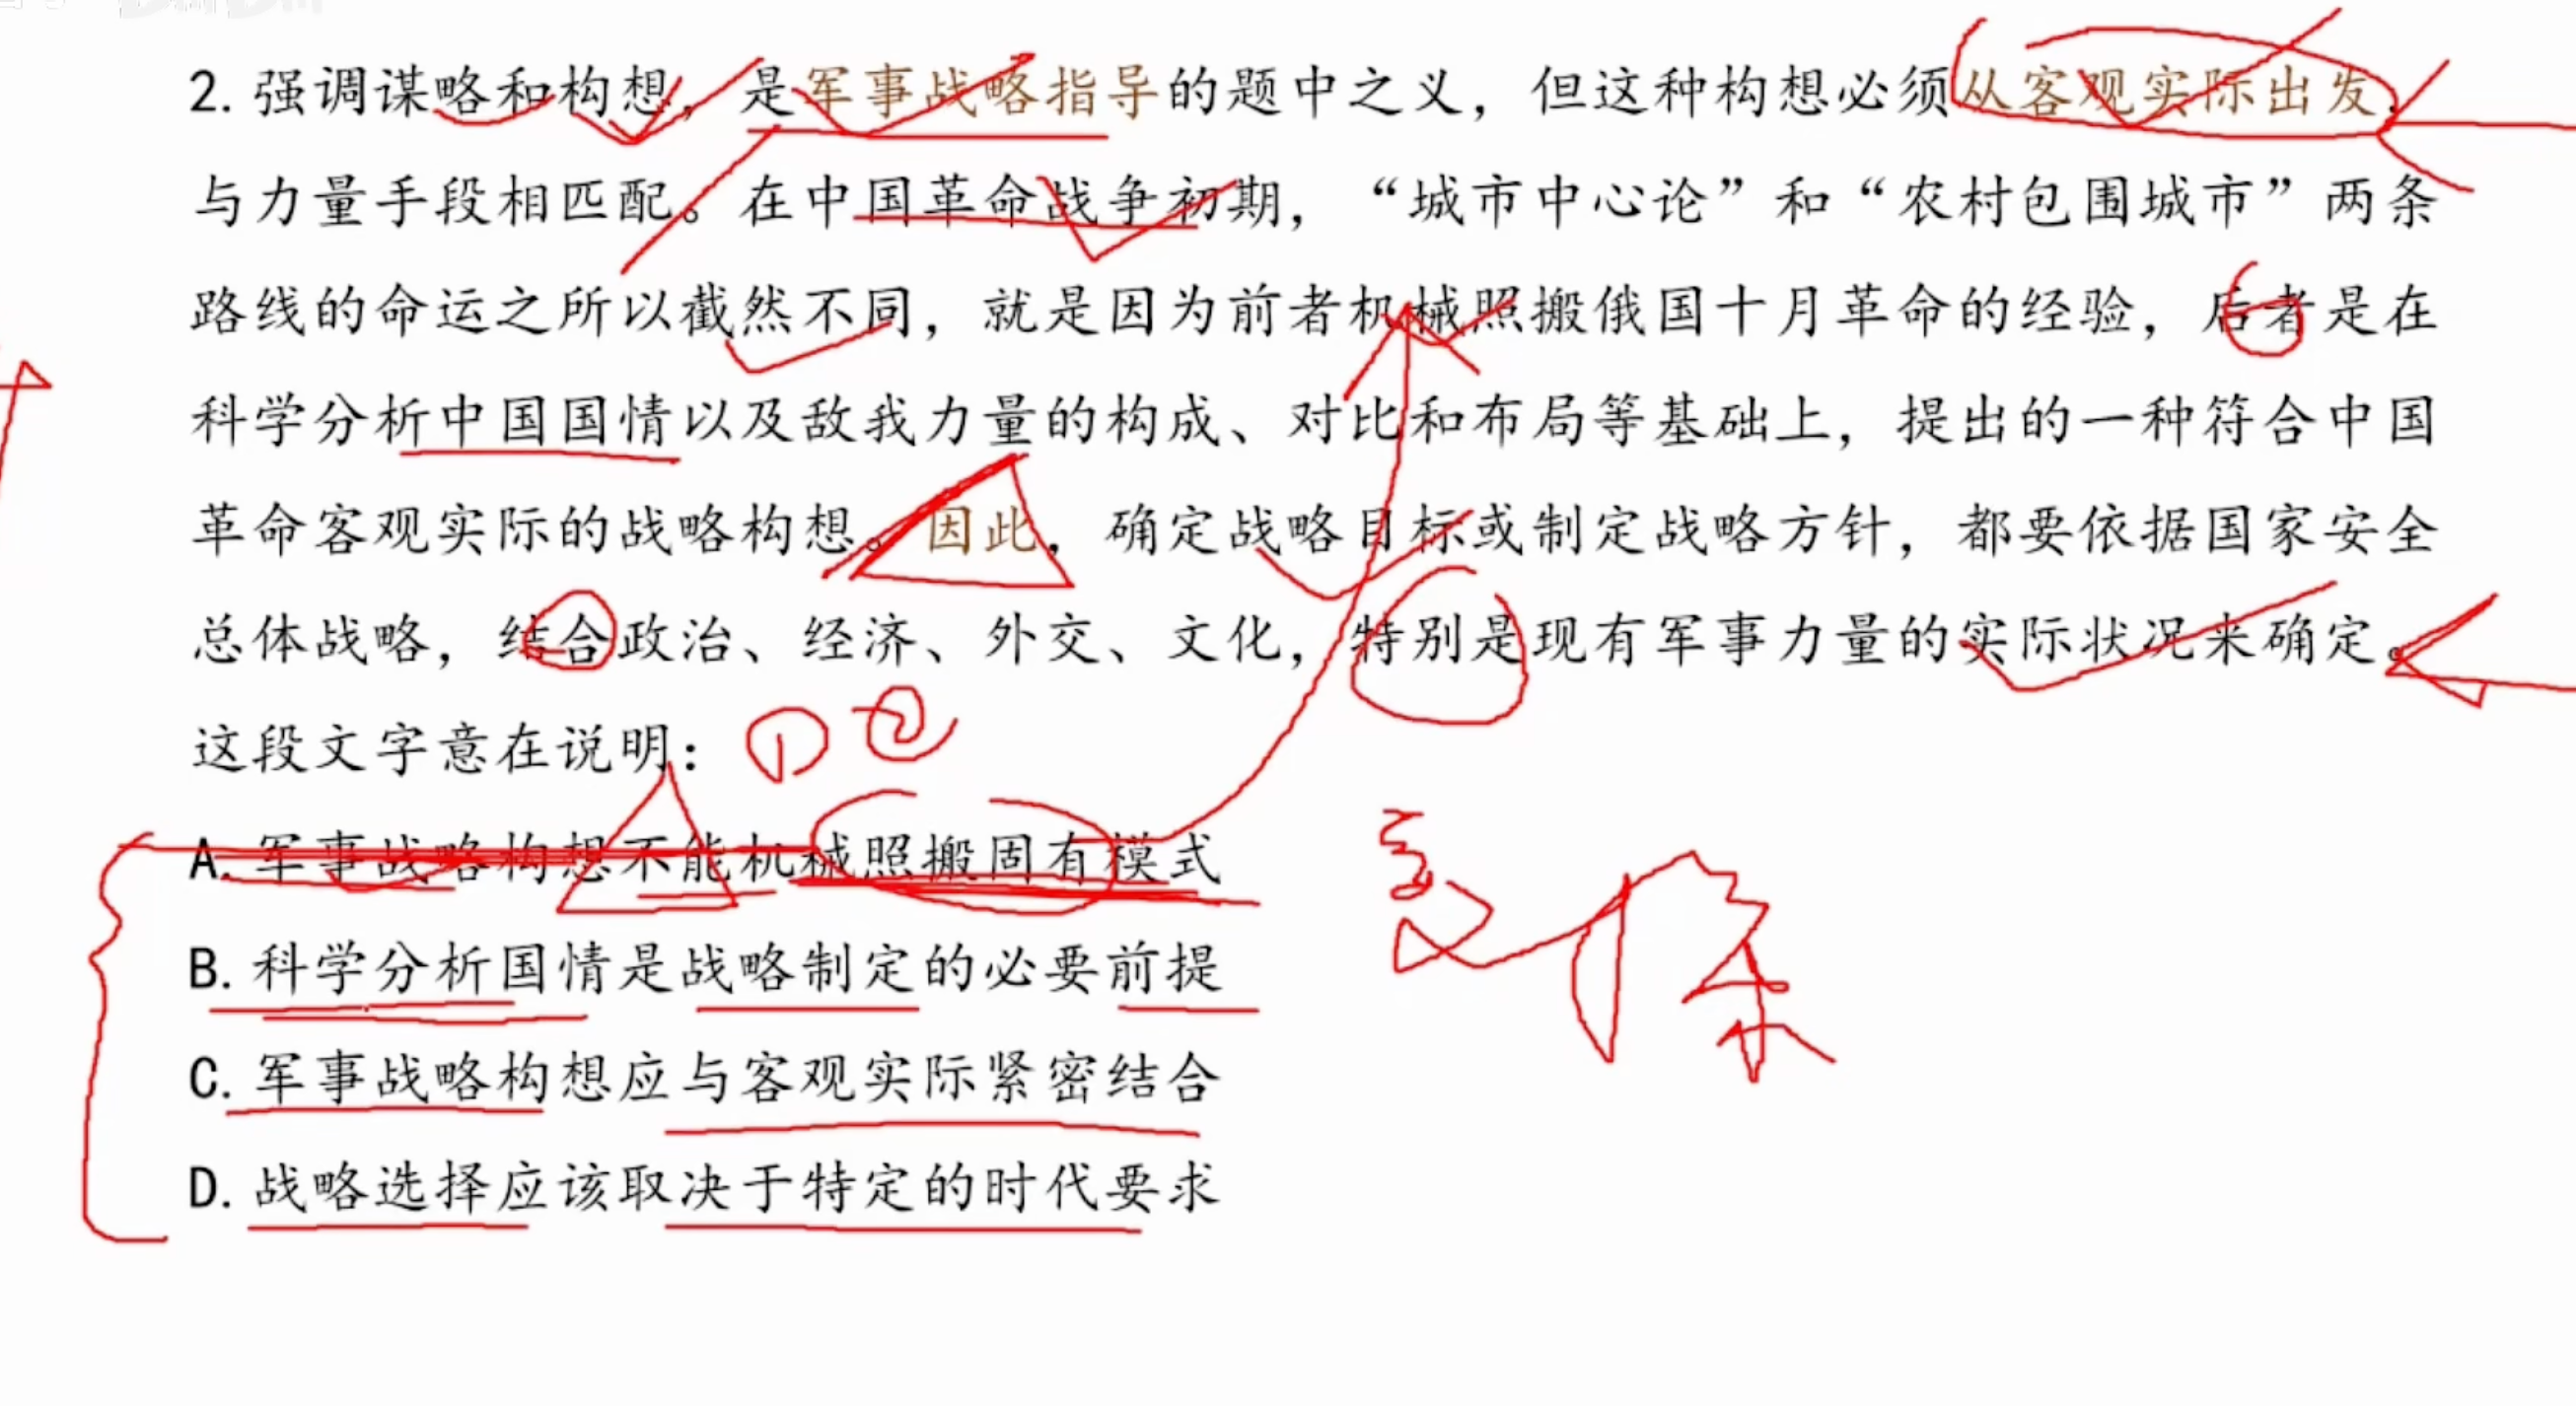 2. 强调谋略和构想，是军事战略指导的题中之义，但这种构想必须从客观实际出发，
与力量手段相匹配。在中国革命战争初期，“城市中心论”和“农村包围城市”两条
路线的命运之所以截然不同，就是因为前者机械照搬俄国十月革命的经验，后者是在
科学分析中国国情以及敌我力量的构成、对比和布局等基础上，提出的一种符合中国
革命客观实际的战略构想。因此，确定战略目标或制定战略方针，都要依据国家安全
总体战略，结合政治、经济、外交、文化，特别是现有军事力量的实际状况来确定。
这段文字意在说明： ① ②
A. 军事战略构想不能机械照搬固有模式
B. 科学分析国情是战略制定的必要前提
C. 军事战略构想应与客观实际紧密结合
D. 战略选择应该取决于特定的时代要求